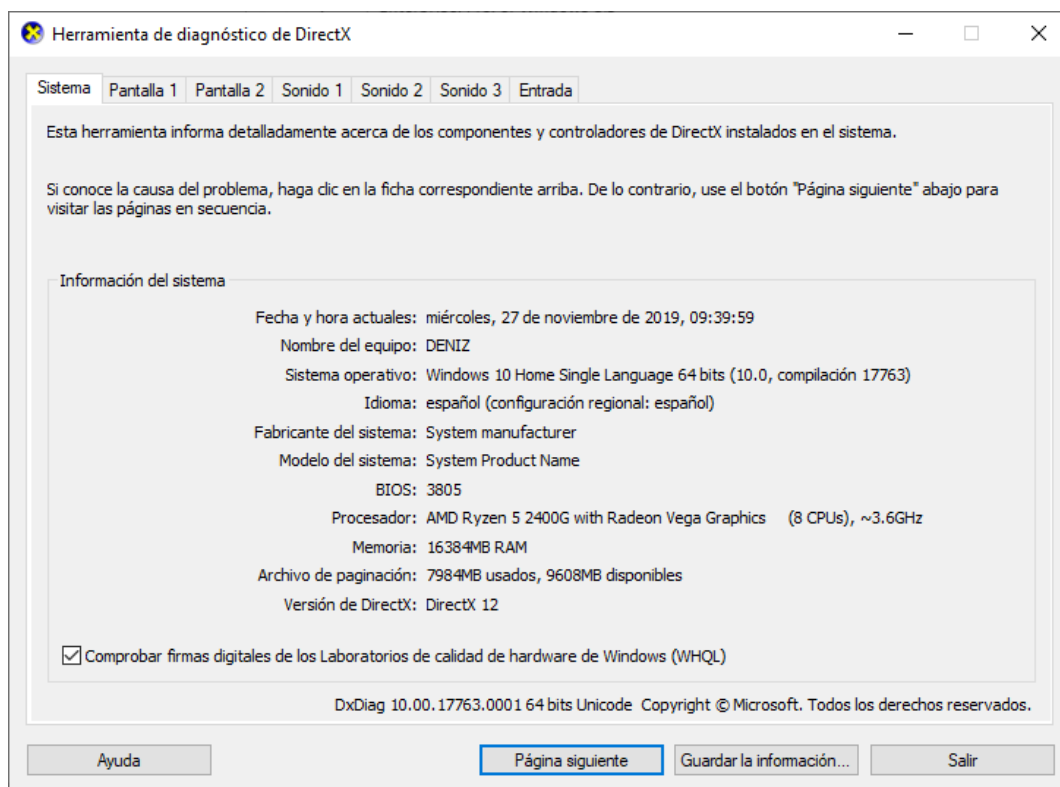 Herramienta de diagnóstico de DirectX
Sistema Pantalla 1 Pantalla 2 Sonido 1 Sonido 2 Sonido 3 Entrada
Esta herramienta informa detalladamente acerca de los componentes y controladores de DirectX instalados en el sistema.
Si conoce la causa del problema, haga clic en la ficha correspondiente arriba. De lo contrario, use el botón "Página siguiente" abajo para
visitar las páginas en secuencia.
Información del sistema
Fecha y hora actuales: miércoles, 27 de noviembre de 2019, 09:39:59
Nombre del equipo: DENIZ
Sistema operativo: Windows 10 Home Single Language 64 bits (10.0, compilación 17763)
Idioma: español (configuración regional: español)
Fabricante del sistema: System manufacturer
Modelo del sistema: System Product Name
BIOS: 3805
Procesador: AMD Ryzen 5 2400G with Radeon Vega Graphics (8 CPUs), ~3.6GHz
Memoria: 16384MB RAM
Archivo de paginación: 7984MB usados, 9608MB disponibles
Versión de DirectX: DirectX 12
Comprobar firmas digitales de los Laboratorios de calidad de hardware de Windows (WHQL)
DxDiag 10.00.17763.0001 64 bits Unicode Copyright © Microsoft. Todos los derechos reservados.
Ayuda Página siguiente Guardar la información... Salir